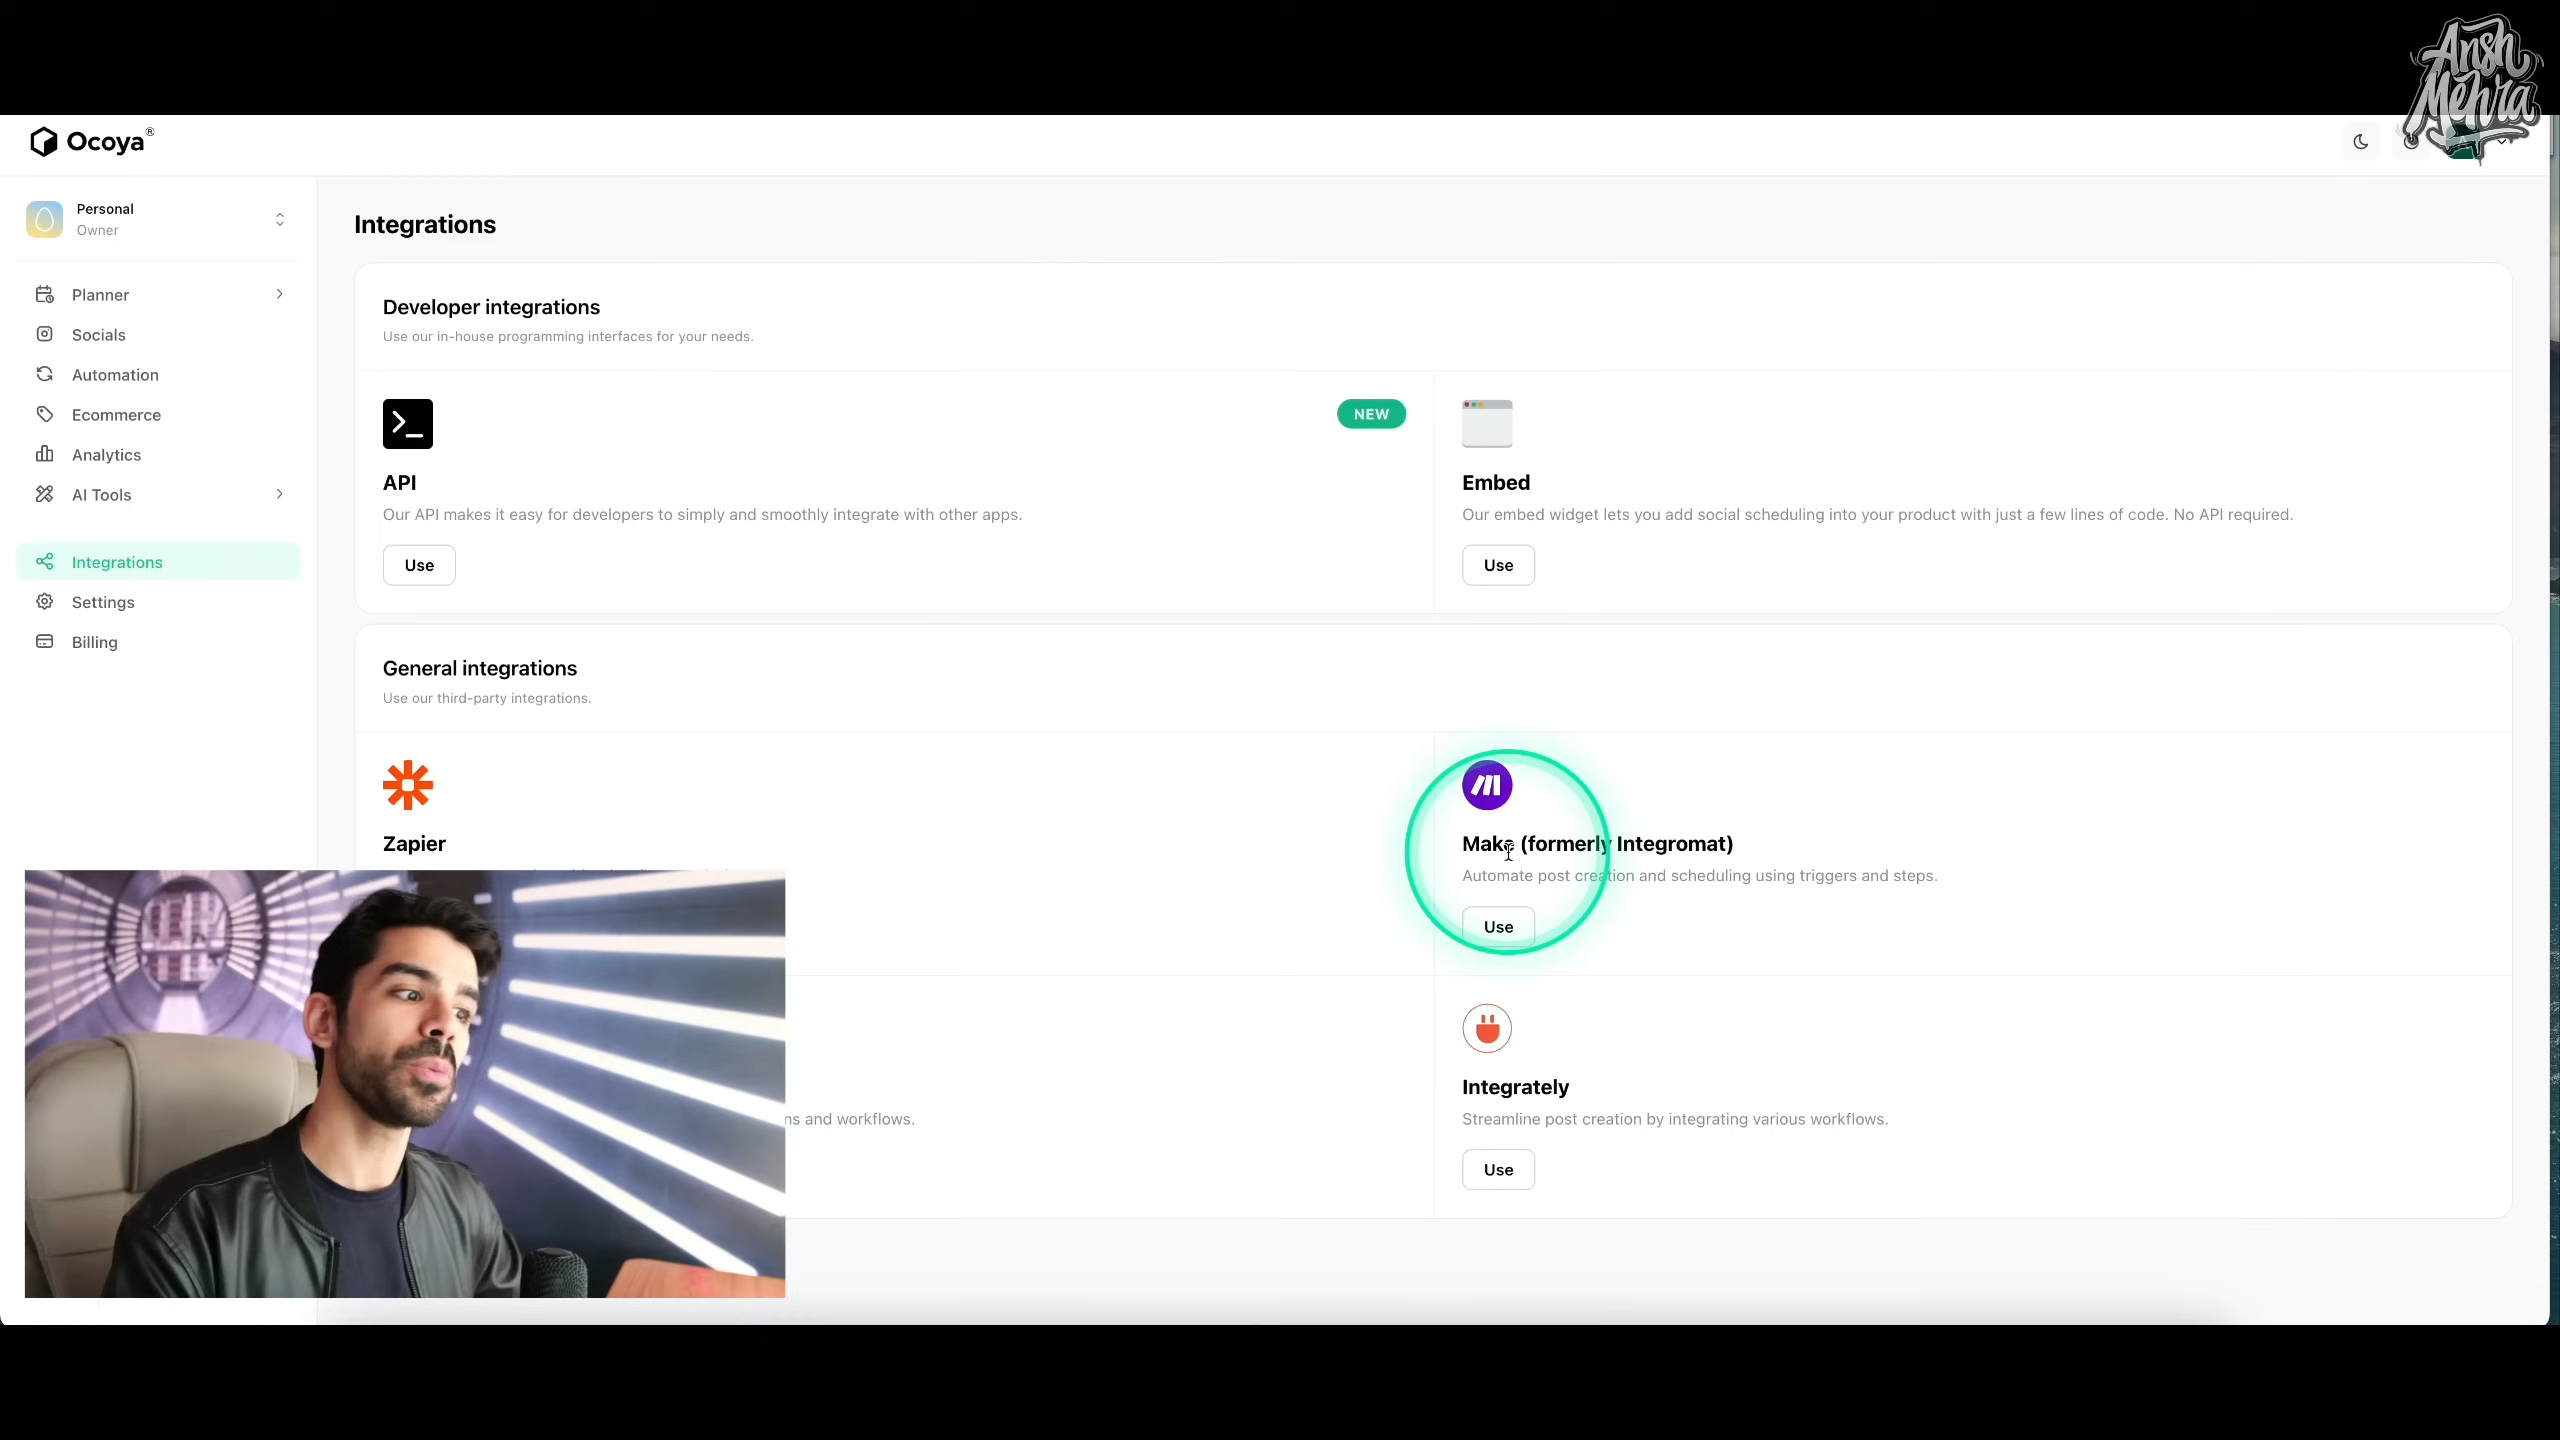 Ansh
Mehra
Ocoya®
Personal
Owner
Planner
Socials
Automation
Ecommerce
Analytics
AI Tools
Integrations
Settings
Billing
Integrations
Developer integrations
Use our in-house programming interfaces for your needs.
NEW
API
Our API makes it easy for developers to simply and smoothly integrate with other apps.
Use
Embed
Our embed widget lets you add social scheduling into your product with just a few lines of code. No API required.
Use
General integrations
Use our third-party integrations.
Zapier
Make (formerly Integromat)
Automate post creation and scheduling using triggers and steps.
Use
and workflows.
Integrately
Streamline post creation by integrating various workflows.
Use